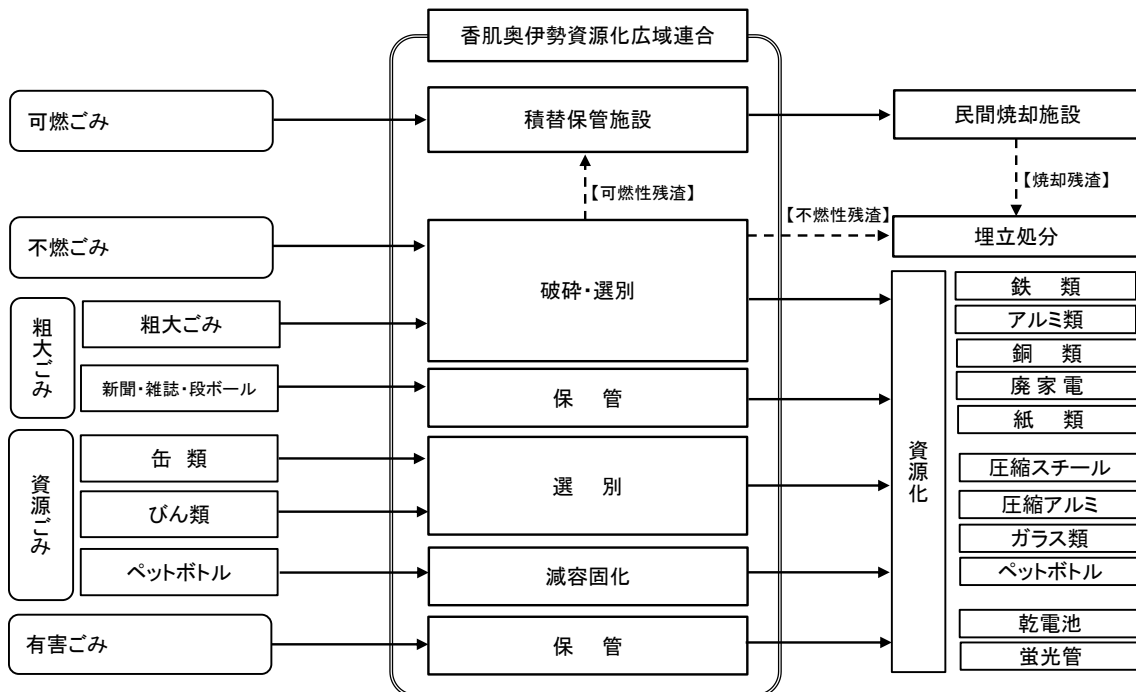 香肌奥伊勢資源化広域連合
可燃ごみ
積替保管施設
民間焼却施設
【可燃性残渣】
【焼却残渣】
不燃ごみ
【不燃性残渣】
埋立処分
破砕・選別
粗大ごみ
粗大ごみ
新聞・雑誌・段ボール
保 管
資源ごみ
缶 類
びん類
選 別
ペットボトル
減容固化
有害ごみ
保 管
資源化
鉄 類
アルミ類
銅 類
廃 家 電
紙 類
圧縮スチール
圧縮アルミ
ガラス類
ペットボトル
乾電池
蛍光管